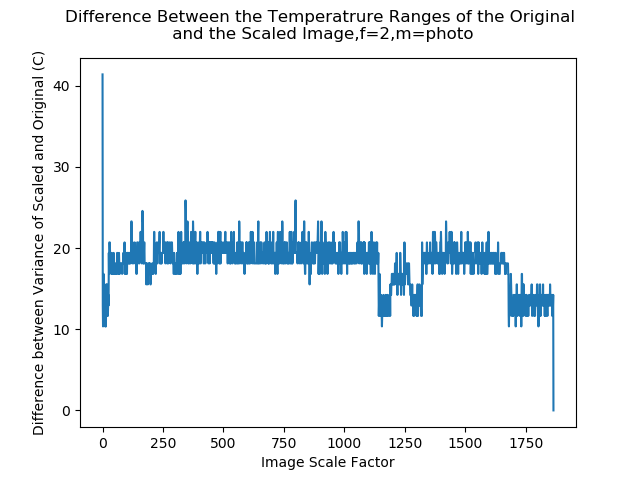 Difference Between the Temperatrure Ranges of the Original
and the Scaled Image,f=2,m=photo
Difference between Variance of Scaled and Original (C)
40
30
20
10
0
0 250 500 750 1000 1250 1500 1750
Image Scale Factor